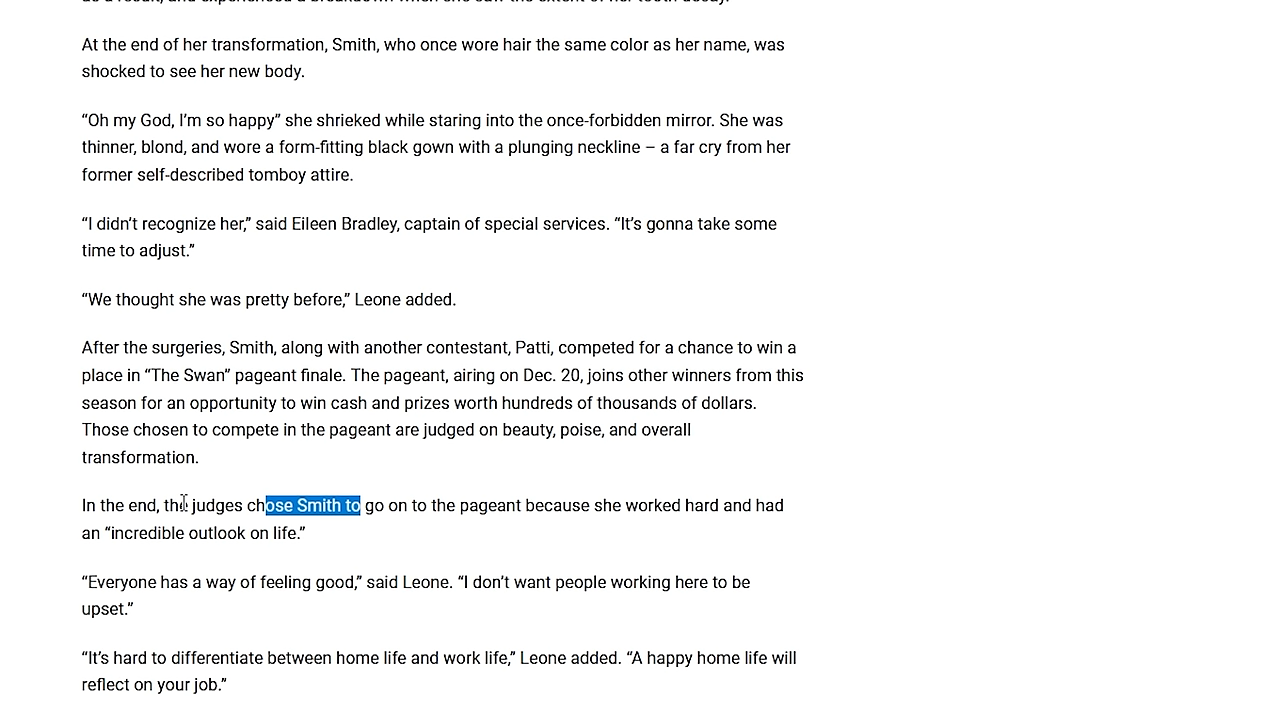 At the end of her transformation, Smith, who once wore hair the same color as her name, was
shocked to see her new body.
“Oh my God, I’m so happy” she shrieked while staring into the once-forbidden mirror. She was
thinner, blond, and wore a form-fitting black gown with a plunging neckline – a far cry from her
former self-described tomboy attire.
“I didn’t recognize her,” said Eileen Bradley, captain of special services. “It’s gonna take some
time to adjust.”
“We thought she was pretty before,” Leone added.
After the surgeries, Smith, along with another contestant, Patti, competed for a chance to win a
place in “The Swan” pageant finale. The pageant, airing on Dec. 20, joins other winners from this
season for an opportunity to win cash and prizes worth hundreds of thousands of dollars.
Those chosen to compete in the pageant are judged on beauty, poise, and overall
transformation.
In the end, the judges chose Smith to go on to the pageant because she worked hard and had
an “incredible outlook on life.”
“Everyone has a way of feeling good,” said Leone. “I don’t want people working here to be
upset.”
“It’s hard to differentiate between home life and work life,” Leone added. “A happy home life will
reflect on your job.”